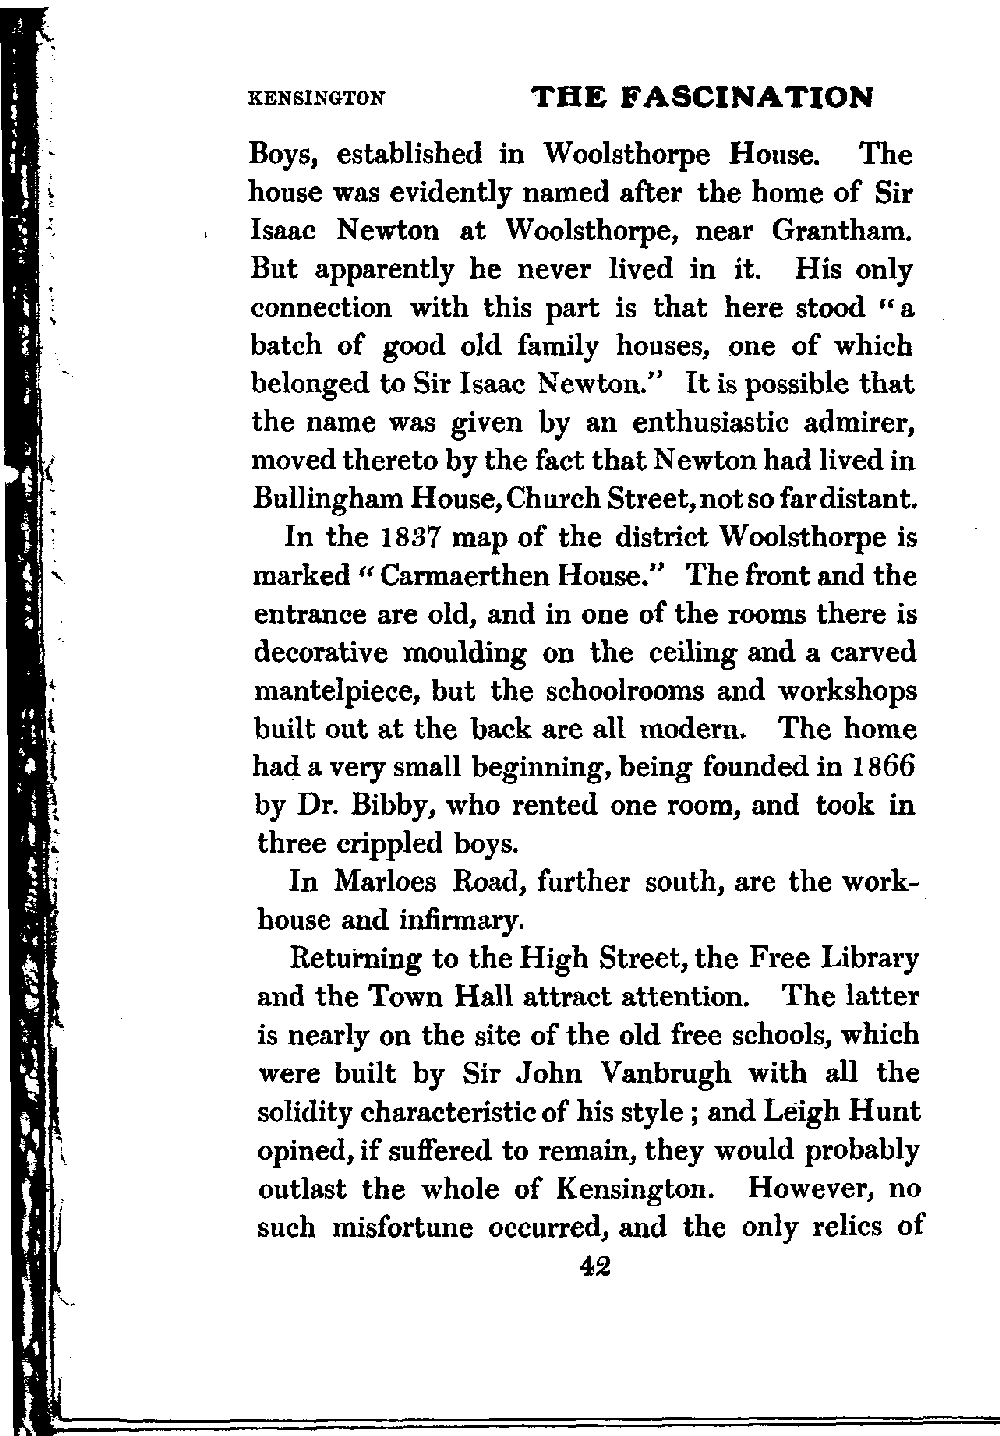 KENSINGTON THE FASCINATION
Boys, established in Woolsthorpe House. The
house was evidently named after the home of Sir
Isaac Newton at Woolsthorpe, near Grantham.
But apparently he never lived in it. His only
connection with this part is that here stood "a
batch of good old family houses, one of which
belonged to Sir Isaac Newton." It is possible that
the name was given by an enthusiastic admirer,
moved thereto by the fact that Newton had lived in
Bullingham House, Church Street, not so far distant.
In the 1837 map of the district Woolsthorpe is
marked "Carmaerthen House." The front and the
entrance are old, and in one of the rooms there is
decorative moulding on the ceiling and a carved
mantelpiece, but the schoolrooms and workshops
built out at the back are all modern. The home
had a very small beginning, being founded in 1866
by Dr. Bibby, who rented one room, and took in
three crippled boys.
In Marloes Road, further south, are the work-
house and infirmary.
Returning to the High Street, the Free Library
and the Town Hall attract attention. The latter
is nearly on the site of the old free schools, which
were built by Sir John Vanbrugh with all the
solidity characteristic of his style; and Leigh Hunt
opined, if suffered to remain, they would probably
outlast the whole of Kensington. However, no
such misfortune occurred, and the only relics of
42